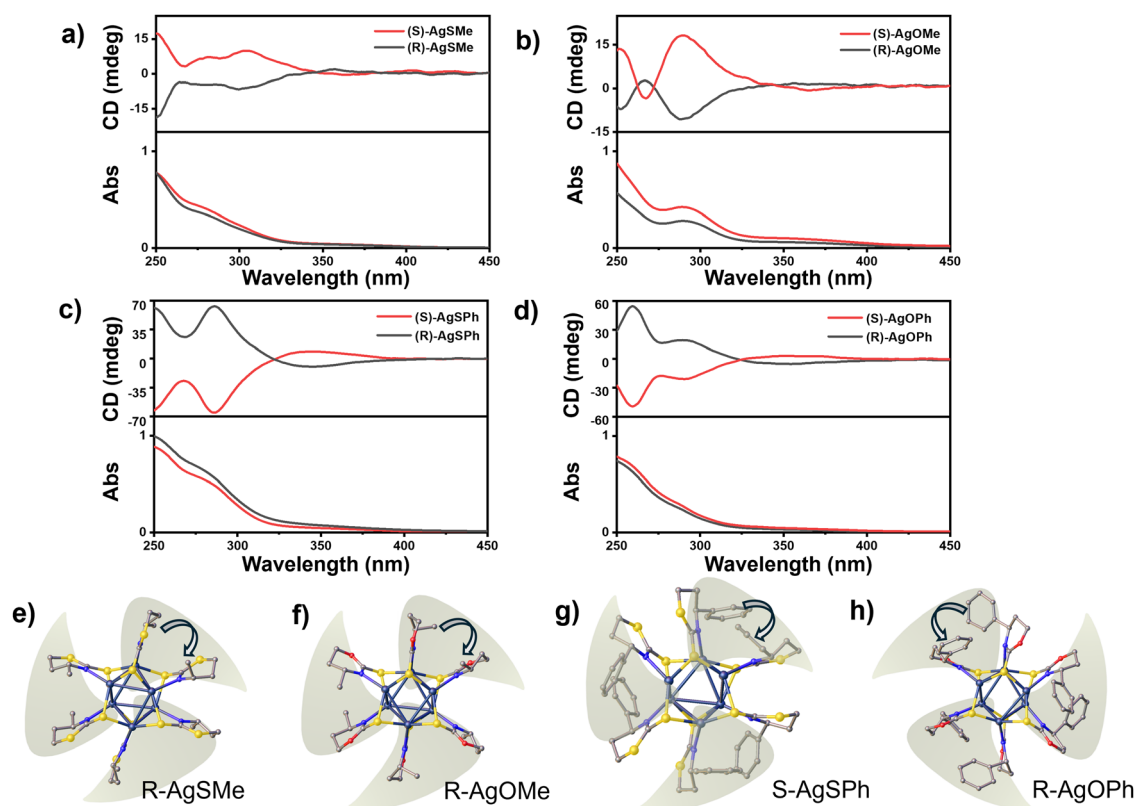 a)
(S)-AgSMe
(R)-AgSMe
15
0
-15
CD (mdeg)
1
0
Abs
250 300 350 400 450
Wavelength (nm)
b)
(S)-AgOMe
(R)-AgOMe
15
0
-15
CD (mdeg)
1
0
Abs
250 300 350 400 450
Wavelength (nm)
c)
(S)-AgSPh
(R)-AgSPh
70
35
0
-35
-70
CD (mdeg)
1
0
Abs
250 300 350 400 450
Wavelength (nm)
d)
(S)-AgOPh
(R)-AgOPh
60
30
0
-30
-60
CD (mdeg)
1
0
Abs
250 300 350 400 450
Wavelength (nm)
e)
R-AgSMe
f)
R-AgOMe
g)
S-AgSPh
h)
R-AgOPh